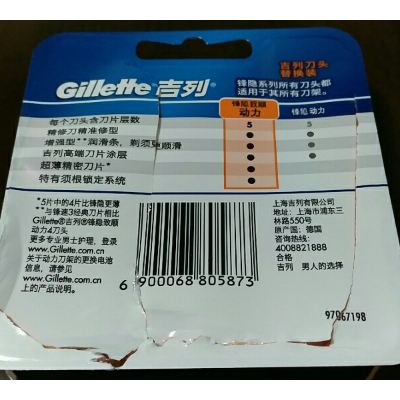 Gillette 吉列®
吉列刀头
替换装
锋隐系列所有刀头都
适用于其所有刀架。
锋隐致顺
动力
锋隐 动力
每个刀头含刀片层数 5 5
精修刀精准修型
增强型**润滑条，剃须更顺滑
吉列高端刀片涂层
超薄精密刀片*
特有须根锁定系统
*5片中的4片比锋隐更薄
**与锋速3经典刀片相比
Gillette®吉列®锋隐致顺
动力4刀头
更多专业男士护理，登录
www.Gillette.com.cn
关于动力刀架的更换电池
信息，请参见
www.Gillette.com.cn
上的产品说明。
上海吉列有限公司
地址：上海市浦东三
林路550号
原产国：德国
咨询热线：
4008821888
合格
吉列 男人的选择
6 900068 805873
97067198